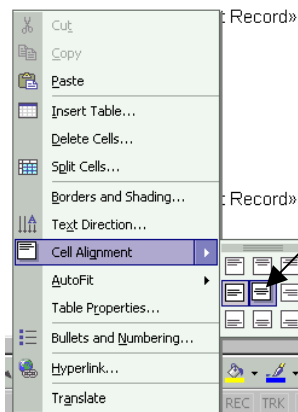 t Record»
Cut
Copy
Paste
Insert Table...
Delete Cells...
Split Cells...
Borders and Shading...
t Record»
Text Direction...
Cell Alignment
AutoFit
Table Properties...
Bullets and Numbering...
Hyperlink...
Translate
REC TRK